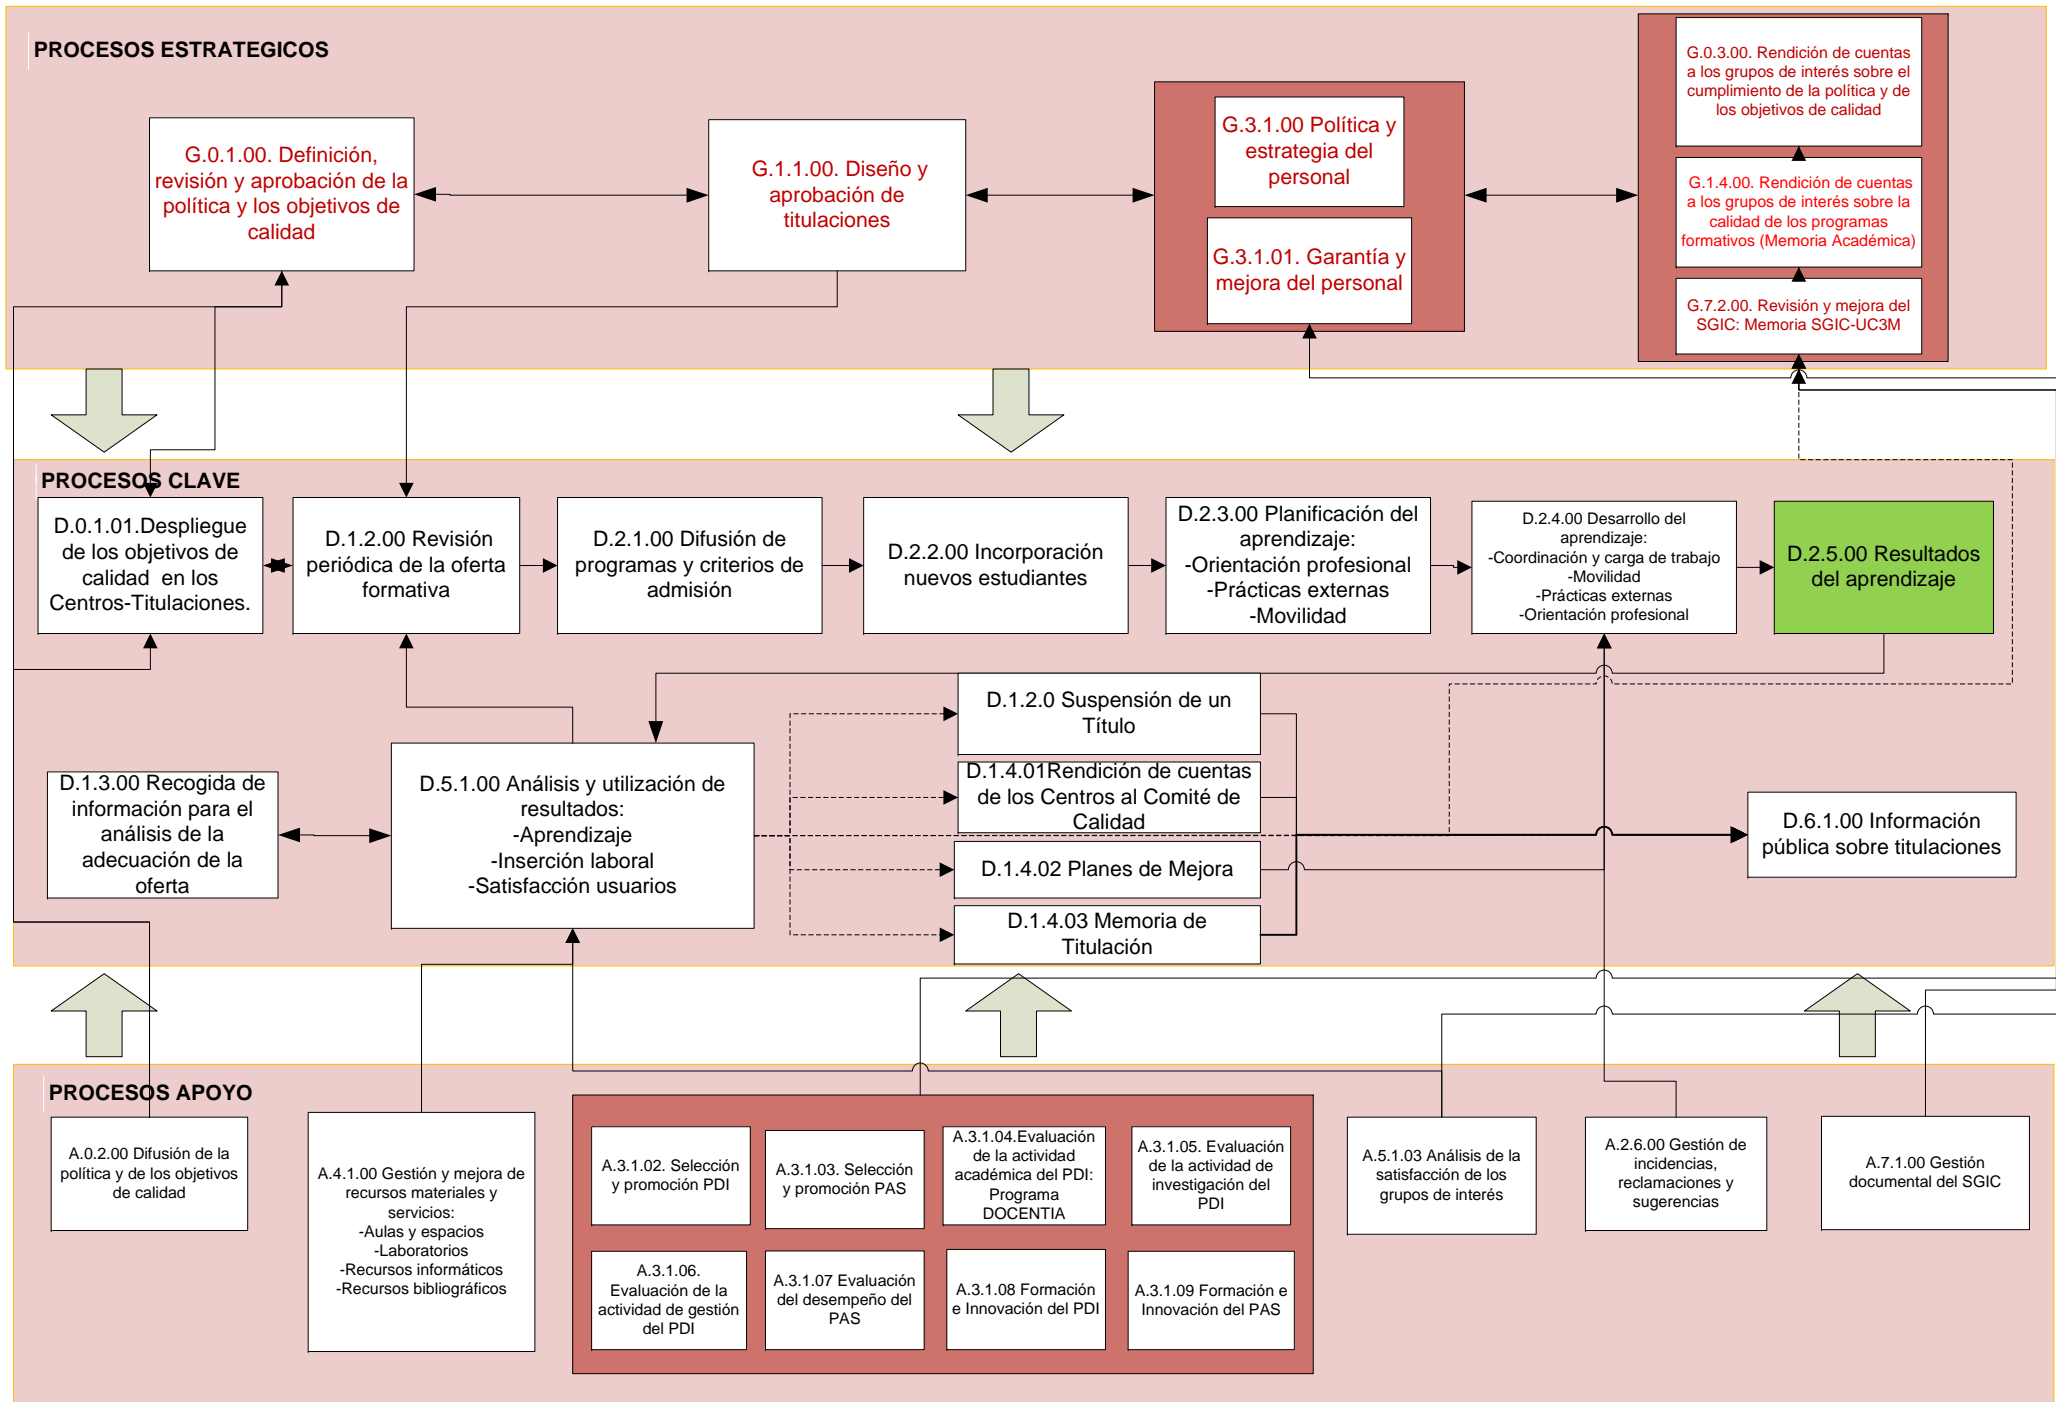 PROCESOS ESTRATEGICOS
G.0.1.00. Definición,
revisión y aprobación de la
política y los objetivos de
calidad
G.1.1.00. Diseño y
aprobación de
titulaciones
G.3.1.00 Política y
estrategia del
personal
G.3.1.01. Garantía y
mejora del personal
G.0.3.00. Rendición de cuentas
a los grupos de interés sobre el
cumplimiento de la política y de
los objetivos de calidad
G.1.4.00. Rendición de cuentas
a los grupos de interés sobre la
calidad de los programas
formativos (Memoria Académica)
G.7.2.00. Revisión y mejora del
SGIC: Memoria SGIC-UC3M
PROCESOS CLAVE
D.0.1.01.Despliegue
de los objetivos de
calidad en los
Centros-Titulaciones.
D.1.2.00 Revisión
periódica de la oferta
formativa
D.2.1.00 Difusión de
programas y criterios de
admisión
D.2.2.00 Incorporación
nuevos estudiantes
D.2.3.00 Planificación del
aprendizaje:
-Orientación profesional
-Prácticas externas
-Movilidad
D.2.4.00 Desarrollo del
aprendizaje:
-Coordinación y carga de trabajo
-Movilidad
-Prácticas externas
-Orientación profesional
D.2.5.00 Resultados
del aprendizaje
D.1.3.00 Recogida de
información para el
análisis de la
adecuación de la
oferta
D.5.1.00 Análisis y utilización de
resultados:
-Aprendizaje
-Inserción laboral
-Satisfacción usuarios
D.1.2.0 Suspensión de un
Título
D.1.4.01Rendición de cuentas
de los Centros al Comité de
Calidad
D.1.4.02 Planes de Mejora
D.1.4.03 Memoria de
Titulación
D.6.1.00 Información
pública sobre titulaciones
PROCESOS APOYO
A.0.2.00 Difusión de la
política y de los objetivos
de calidad
A.4.1.00 Gestión y mejora de
recursos materiales y
servicios:
-Aulas y espacios
-Laboratorios
-Recursos informáticos
-Recursos bibliográficos
A.3.1.02. Selección
y promoción PDI
A.3.1.03. Selección
y promoción PAS
A.3.1.04.Evaluación
de la actividad
académica del PDI:
Programa
DOCENTIA
A.3.1.05. Evaluación
de la actividad de
investigación del
PDI
A.3.1.06.
Evaluación de la
actividad de gestión
del PDI
A.3.1.07 Evaluación
del desempeño del
PAS
A.3.1.08 Formación
e Innovación del PDI
A.3.1.09 Formación e
Innovación del PAS
A.5.1.03 Análisis de la
satisfacción de los
grupos de interés
A.2.6.00 Gestión de
incidencias,
reclamaciones y
sugerencias
A.7.1.00 Gestión
documental del SGIC